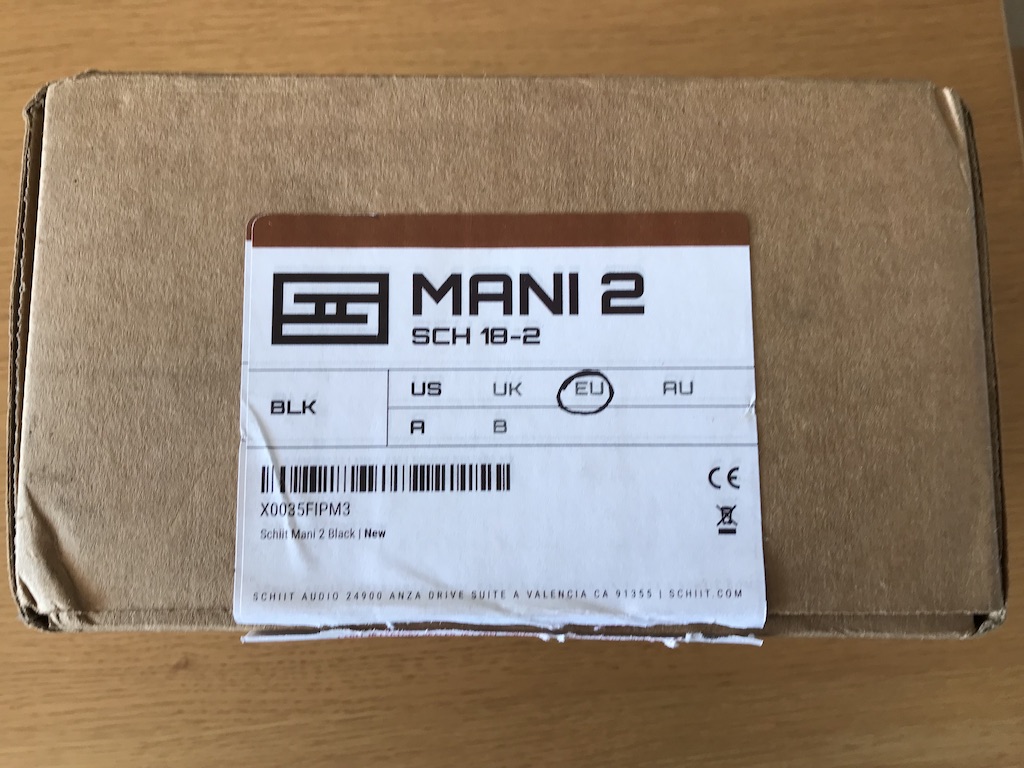 MANI 2
SCH 18-2
BLK
US UK EU AU
A B
X0035FIPM3
Schiit Mani 2 Black | New
CE
SCHIIT AUDIO 24900 ANZA DRIVE SUITE A VALENCIA CA 91355 | SCHIIT.COM